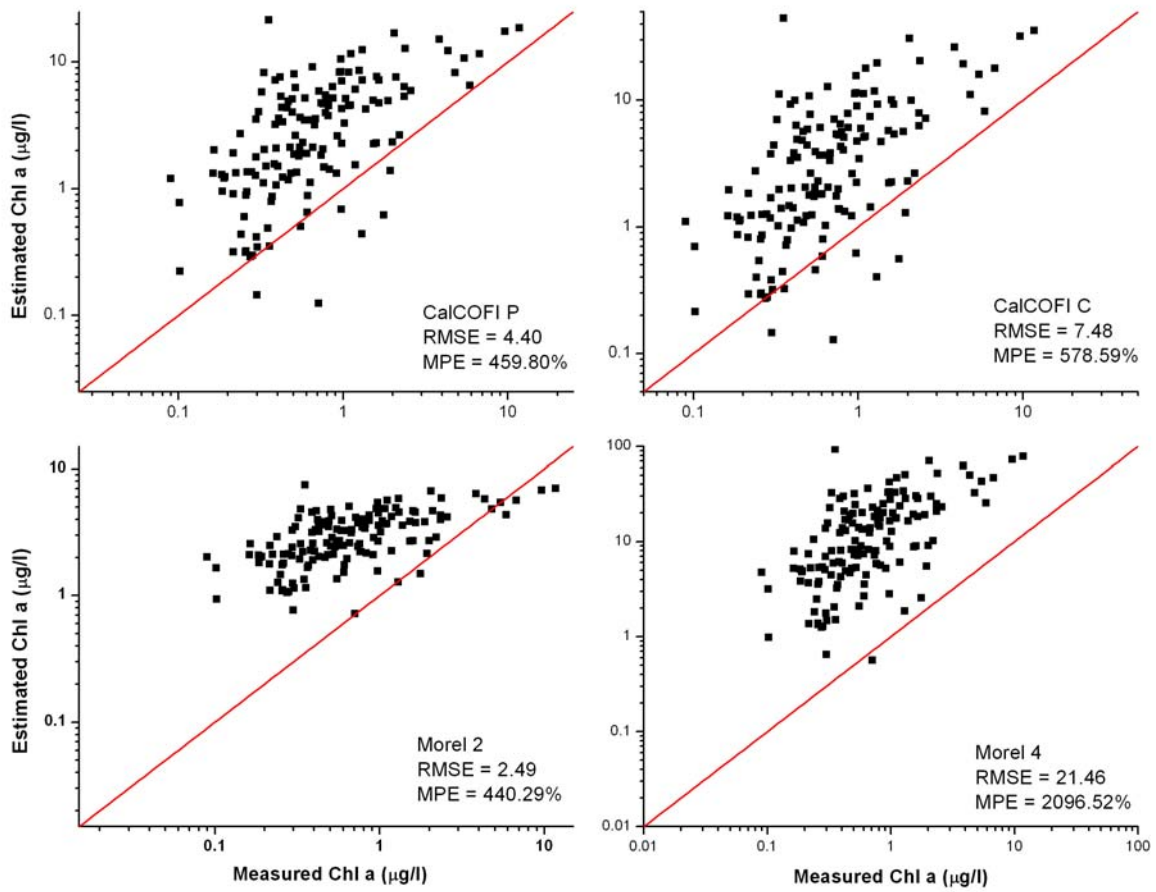 Estimated Chl a (µg/l)
10
1
0.1
0.1
1
10
CalCOFI P
RMSE = 4.40
MPE = 459.80%
10
1
0.1
0.1
1
10
CalCOFI C
RMSE = 7.48
MPE = 578.59%
Estimated Chl a (µg/l)
10
1
0.1
0.1
1
10
Morel 2
RMSE = 2.49
MPE = 440.29%
Measured Chl a (µg/l)
100
10
1
0.1
0.01
0.01
0.1
1
10
100
Morel 4
RMSE = 21.46
MPE = 2096.52%
Measured Chl a (µg/l)